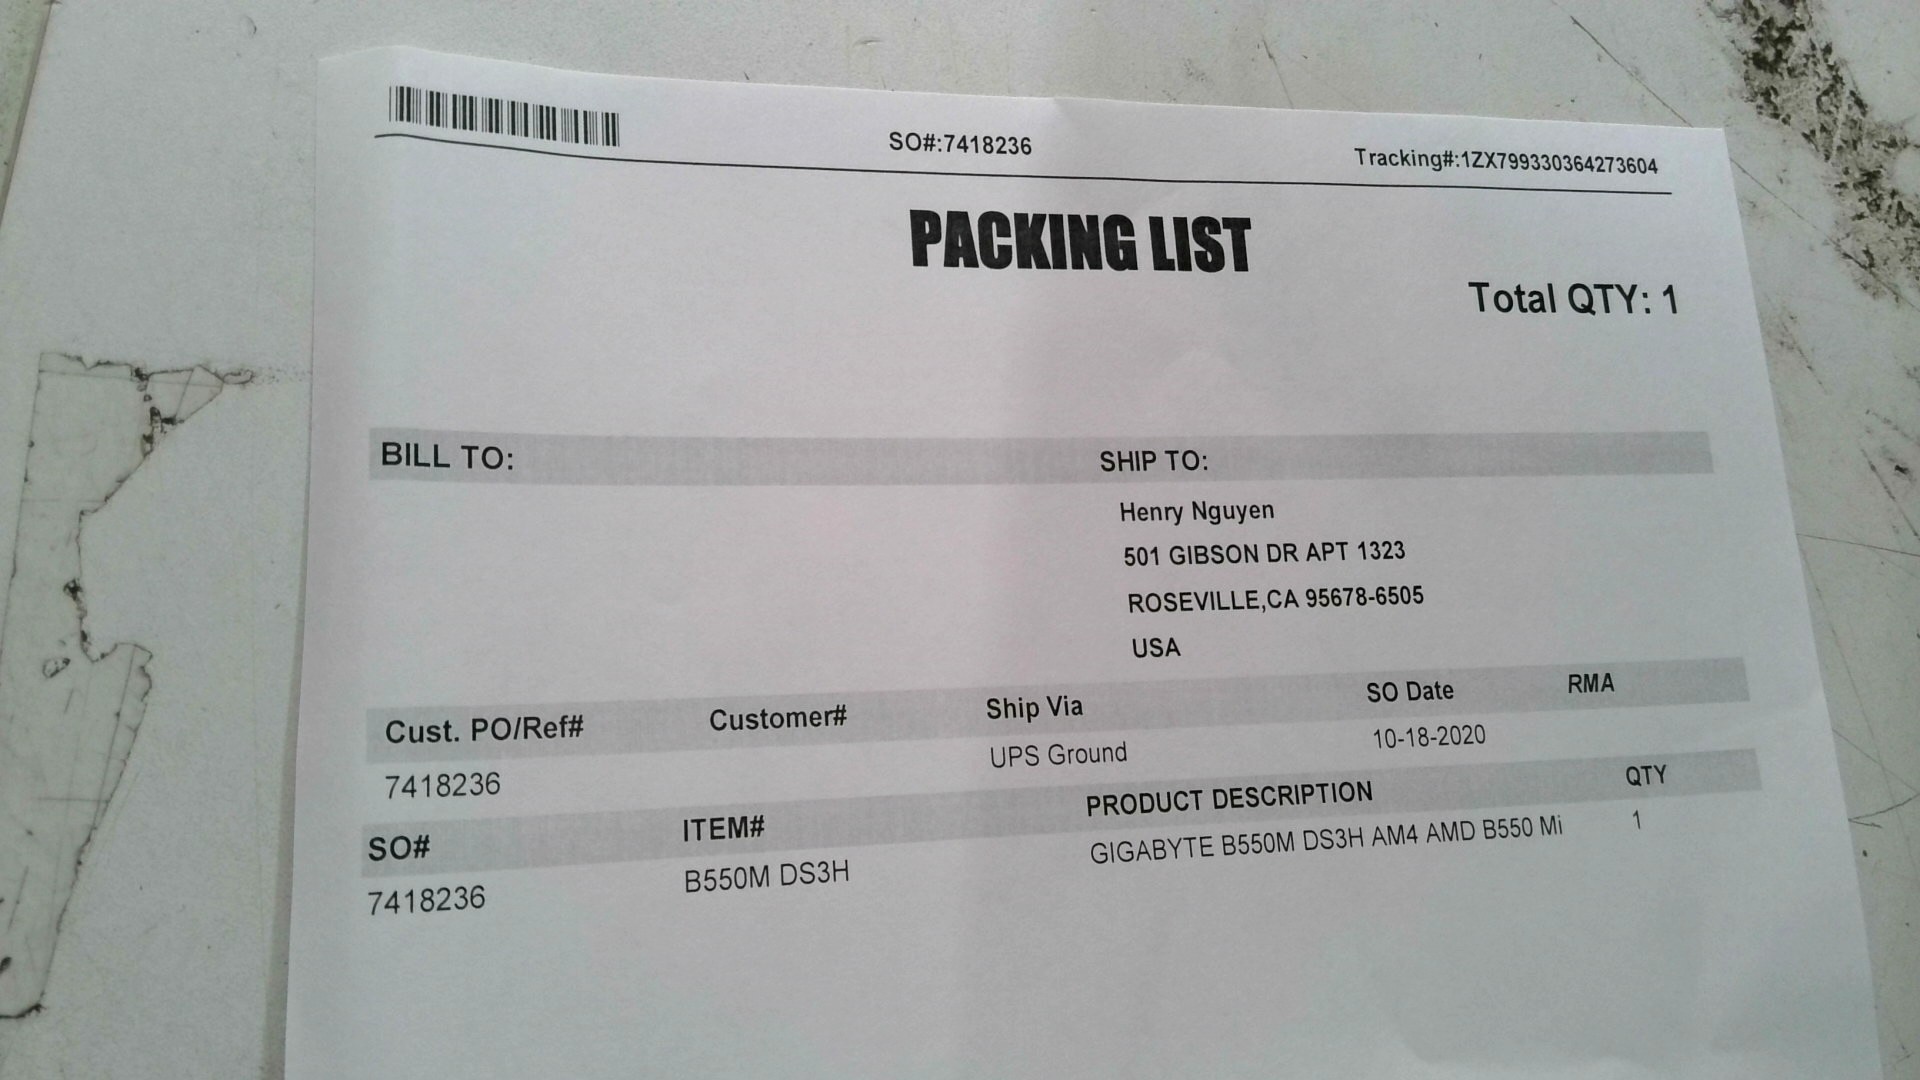 SO#:7418236
Tracking#:1ZX799330364273604
PACKING LIST
Total QTY: 1
BILL TO:
SHIP TO:
Henry Nguyen
501 GIBSON DR APT 1323
ROSEVILLE,CA 95678-6505
USA
Cust. PO/Ref# Customer# Ship Via SO Date RMA
7418236 UPS Ground 10-18-2020
SO# ITEM# PRODUCT DESCRIPTION QTY
7418236 B550M DS3H GIGABYTE B550M DS3H AM4 AMD B550 Mi 1